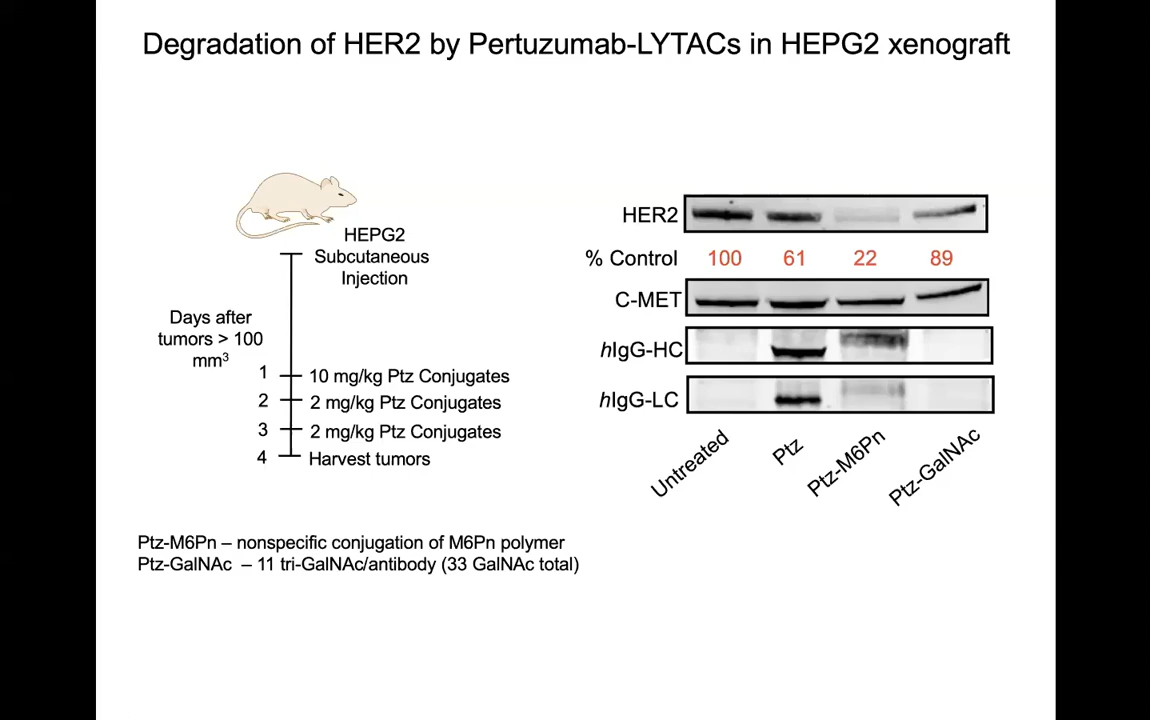 Degradation of HER2 by Pertuzumab-LYTACs in HEPG2 xenograft
HEPG2
Subcutaneous
Injection
Days after
tumors > 100
mm³
1 10 mg/kg Ptz Conjugates
2 2 mg/kg Ptz Conjugates
3 2 mg/kg Ptz Conjugates
4 Harvest tumors
HER2
% Control 100 61 22 89
C-MET
hIgG-HC
hIgG-LC
Untreated
Ptz
Ptz-M6Pn
Ptz-GalNAc
Ptz-M6Pn – nonspecific conjugation of M6Pn polymer
Ptz-GalNAc – 11 tri-GalNAc/antibody (33 GalNAc total)